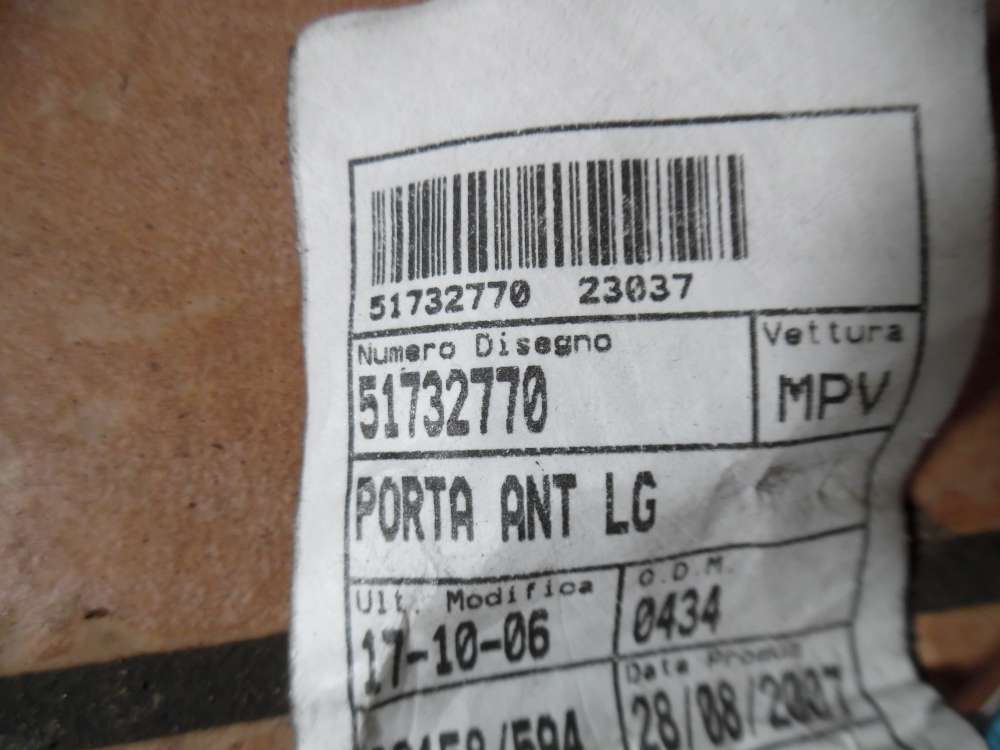 51732770 23037
Numero Disegno
Vettura
51732770
MPV
PORTA ANT LG
Ult. Modifica
O.D.M.
17-10-06
0434
Data
28/08/2007